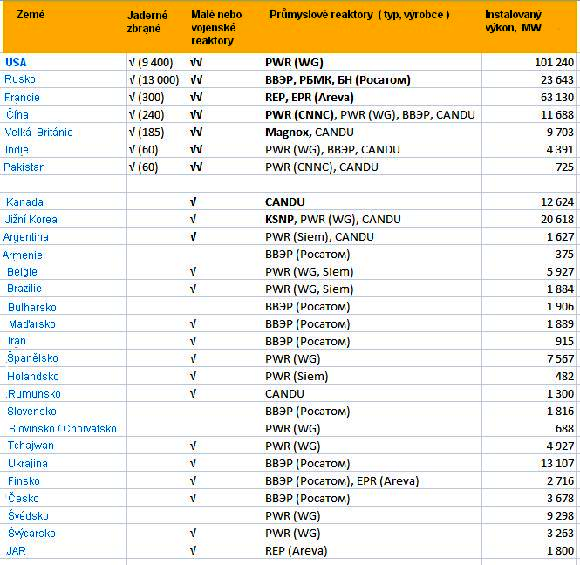 Země Jaderné zbraně Malé nebo vojenské reaktory Průmyslové reaktory ( typ, výrobce ) Instalovaný výkon, MW
USA √ (9 400) √√ PWR (WG) 101 240
Rusko √ (13 000) √√ ВВЭР, РБМК, БН (Росатом) 23 643
Francie √ (300) √√ REP, EPR (Areva) 63 130
Čína √ (240) √√ PWR (CNNC), PWR (WG), ВВЭР, CANDU 11 688
Velká Británie √ (185) √√ Magnox, CANDU 9 703
Indie √ (60) √√ PWR (WG), ВВЭР, CANDU 4 391
Pakistan √ (60) PWR (CNNC), CANDU 725
Kanada √ CANDU 12 624
Jižní Korea √ KSNP, PWR (WG), CANDU 20 618
Argentina √ PWR (Siem), CANDU 1 627
Armenie ВВЭР (Росатом) 375
Belgie √ PWR (WG, Siem) 5 927
Brazílie √ PWR (WG, Siem) 1 884
Bulharsko ВВЭР (Росатом) 1 906
Maďarsko √ ВВЭР (Росатом) 1 889
Iran √ ВВЭР (Росатом) 915
Španělsko √ PWR (WG) 7 567
Holandsko √ PWR (Siem) 482
Rumunsko √ CANDU 1 300
Slovensko ВВЭР (Росатом) 1 816
Slovinsko / Chorvatsko PWR (WG) 688
Tchajwan √ PWR (WG) 4 927
Ukrajina √ ВВЭР (Росатом) 13 107
Finsko √ ВВЭР (Росатом), EPR (Areva) 2 716
Česko √ ВВЭР (Росатом) 3 678
Švédsko PWR (WG) 9 298
Švýcarsko √ PWR (WG) 3 263
JAR √ REP (Areva) 1 800